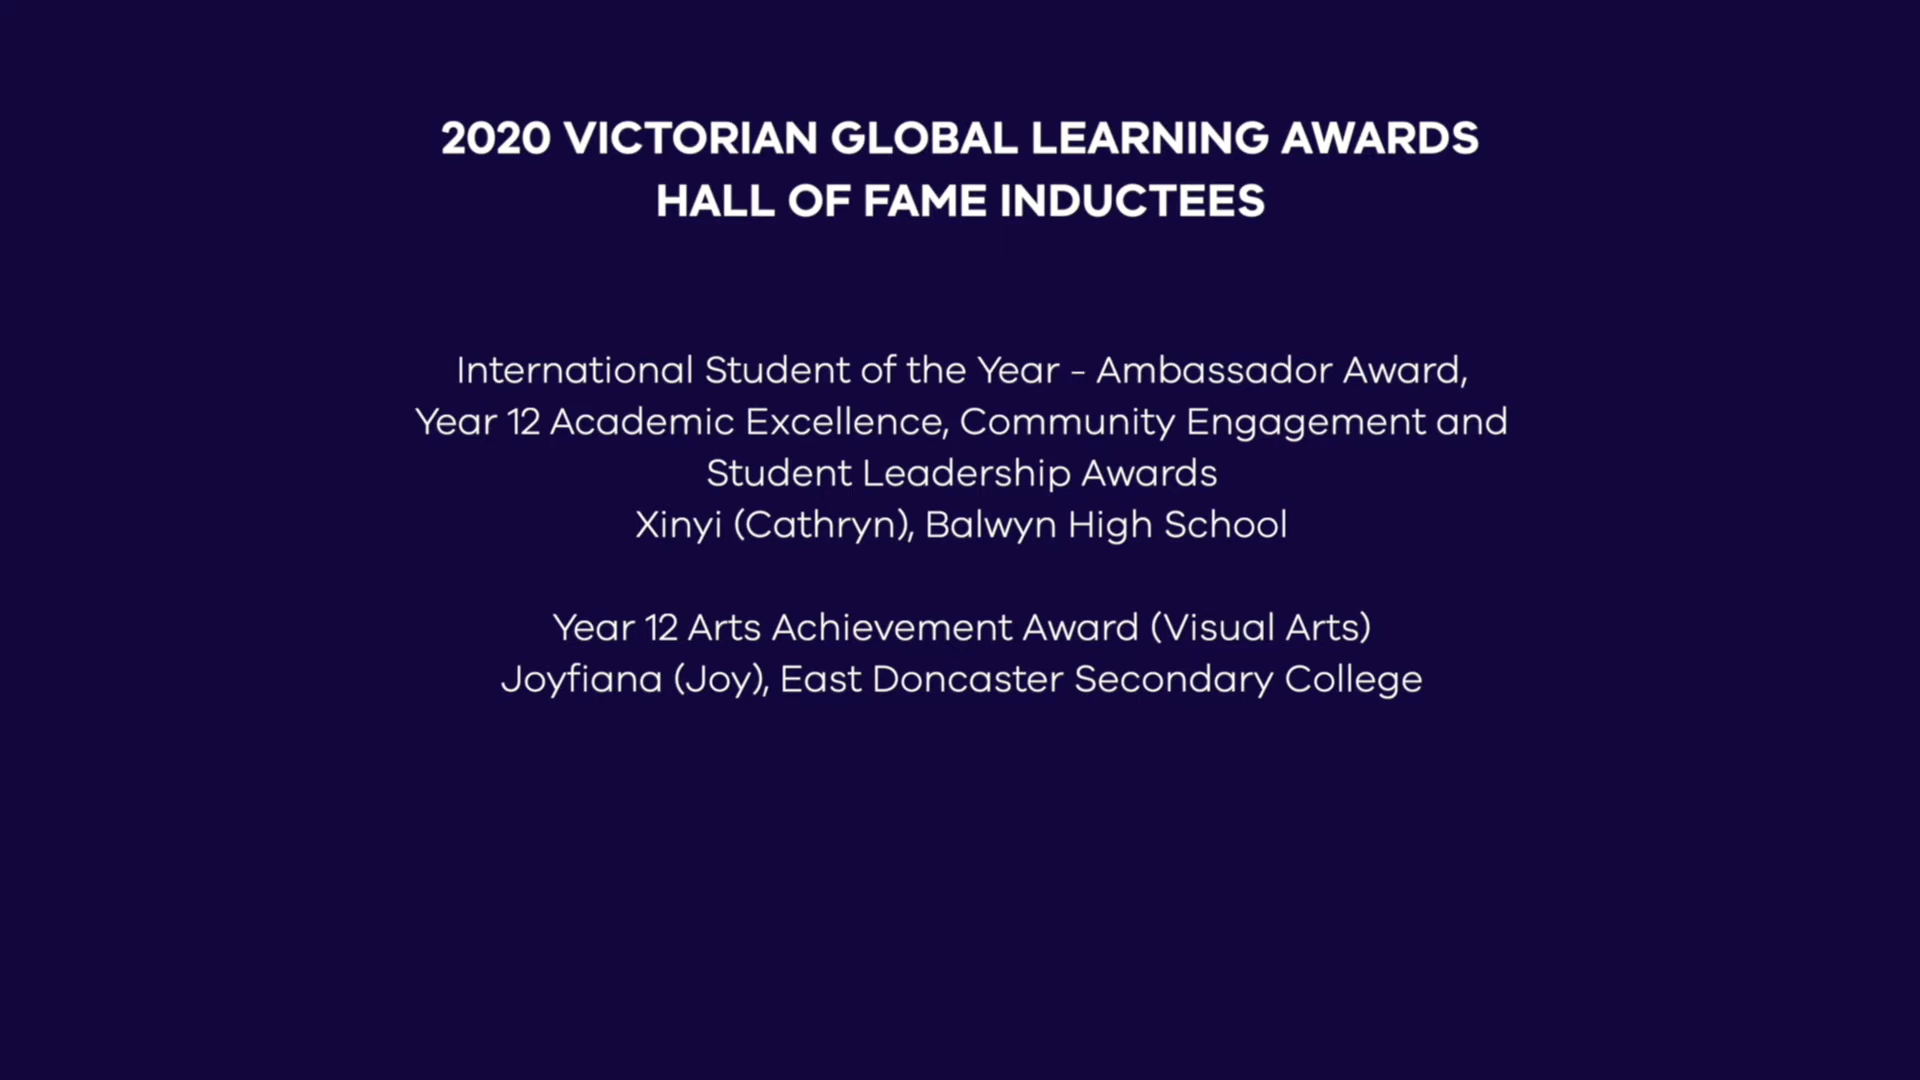 2020 VICTORIAN GLOBAL LEARNING AWARDS
HALL OF FAME INDUCTEES
International Student of the Year - Ambassador Award,
Year 12 Academic Excellence, Community Engagement and
Student Leadership Awards
Xinyi (Cathryn), Balwyn High School
Year 12 Arts Achievement Award (Visual Arts)
Joyfiana (Joy), East Doncaster Secondary College